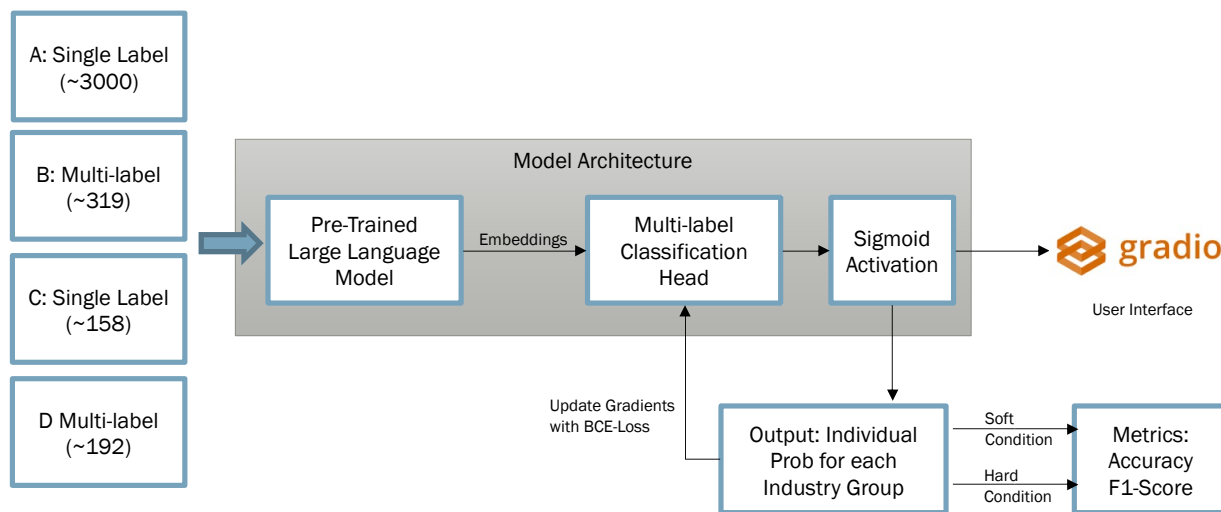 A: Single Label
(~3000)
B: Multi-label
(~319)
C: Single Label
(~158)
D Multi-label
(~192)
Model Architecture
Pre-Trained
Large Language
Model
Embeddings
Multi-label
Classification
Head
Sigmoid
Activation
gradio
User Interface
Update Gradients
with BCE-Loss
Output: Individual
Prob for each
Industry Group
Soft
Condition
Hard
Condition
Metrics:
Accuracy
F1-Score